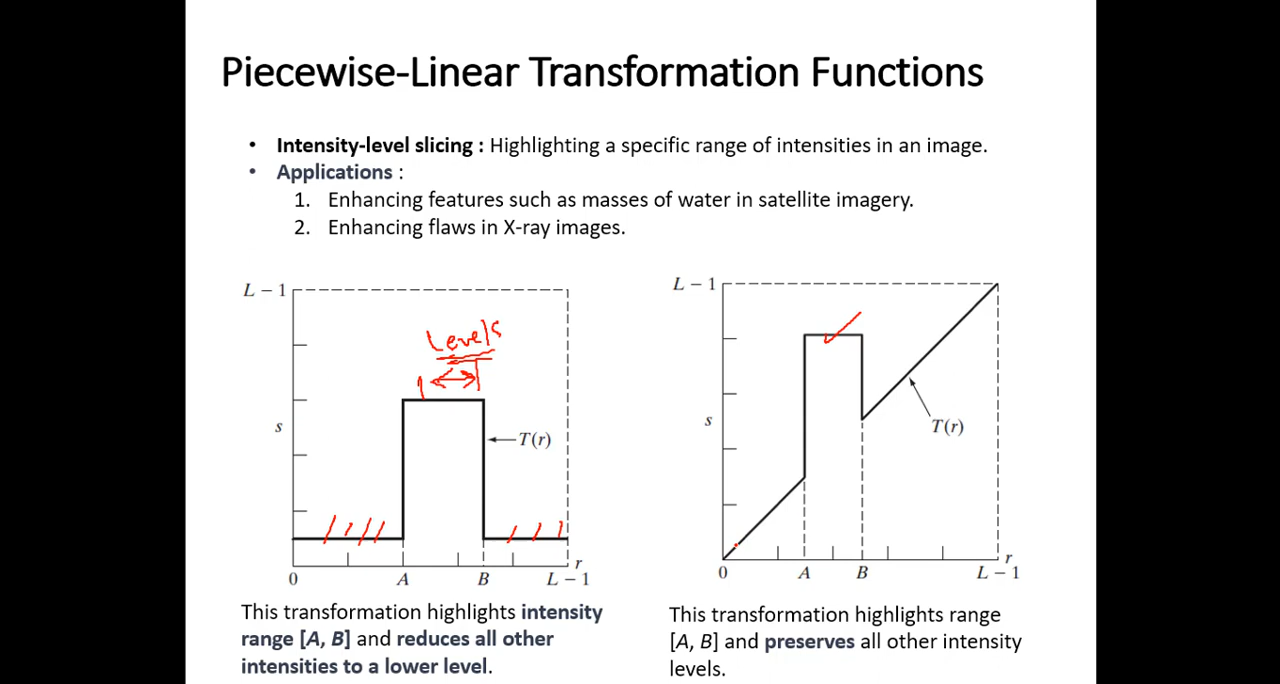 Piecewise-Linear Transformation Functions
• Intensity-level slicing : Highlighting a specific range of intensities in an image.
• Applications :
1. Enhancing features such as masses of water in satellite imagery.
2. Enhancing flaws in X-ray images.
L – 1
Levels
s
T(r)
0
A
B
L – 1
r
This transformation highlights intensity
range [A, B] and reduces all other
intensities to a lower level.
L – 1
s
T(r)
0
A
B
L – 1
r
This transformation highlights range
[A, B] and preserves all other intensity
levels.